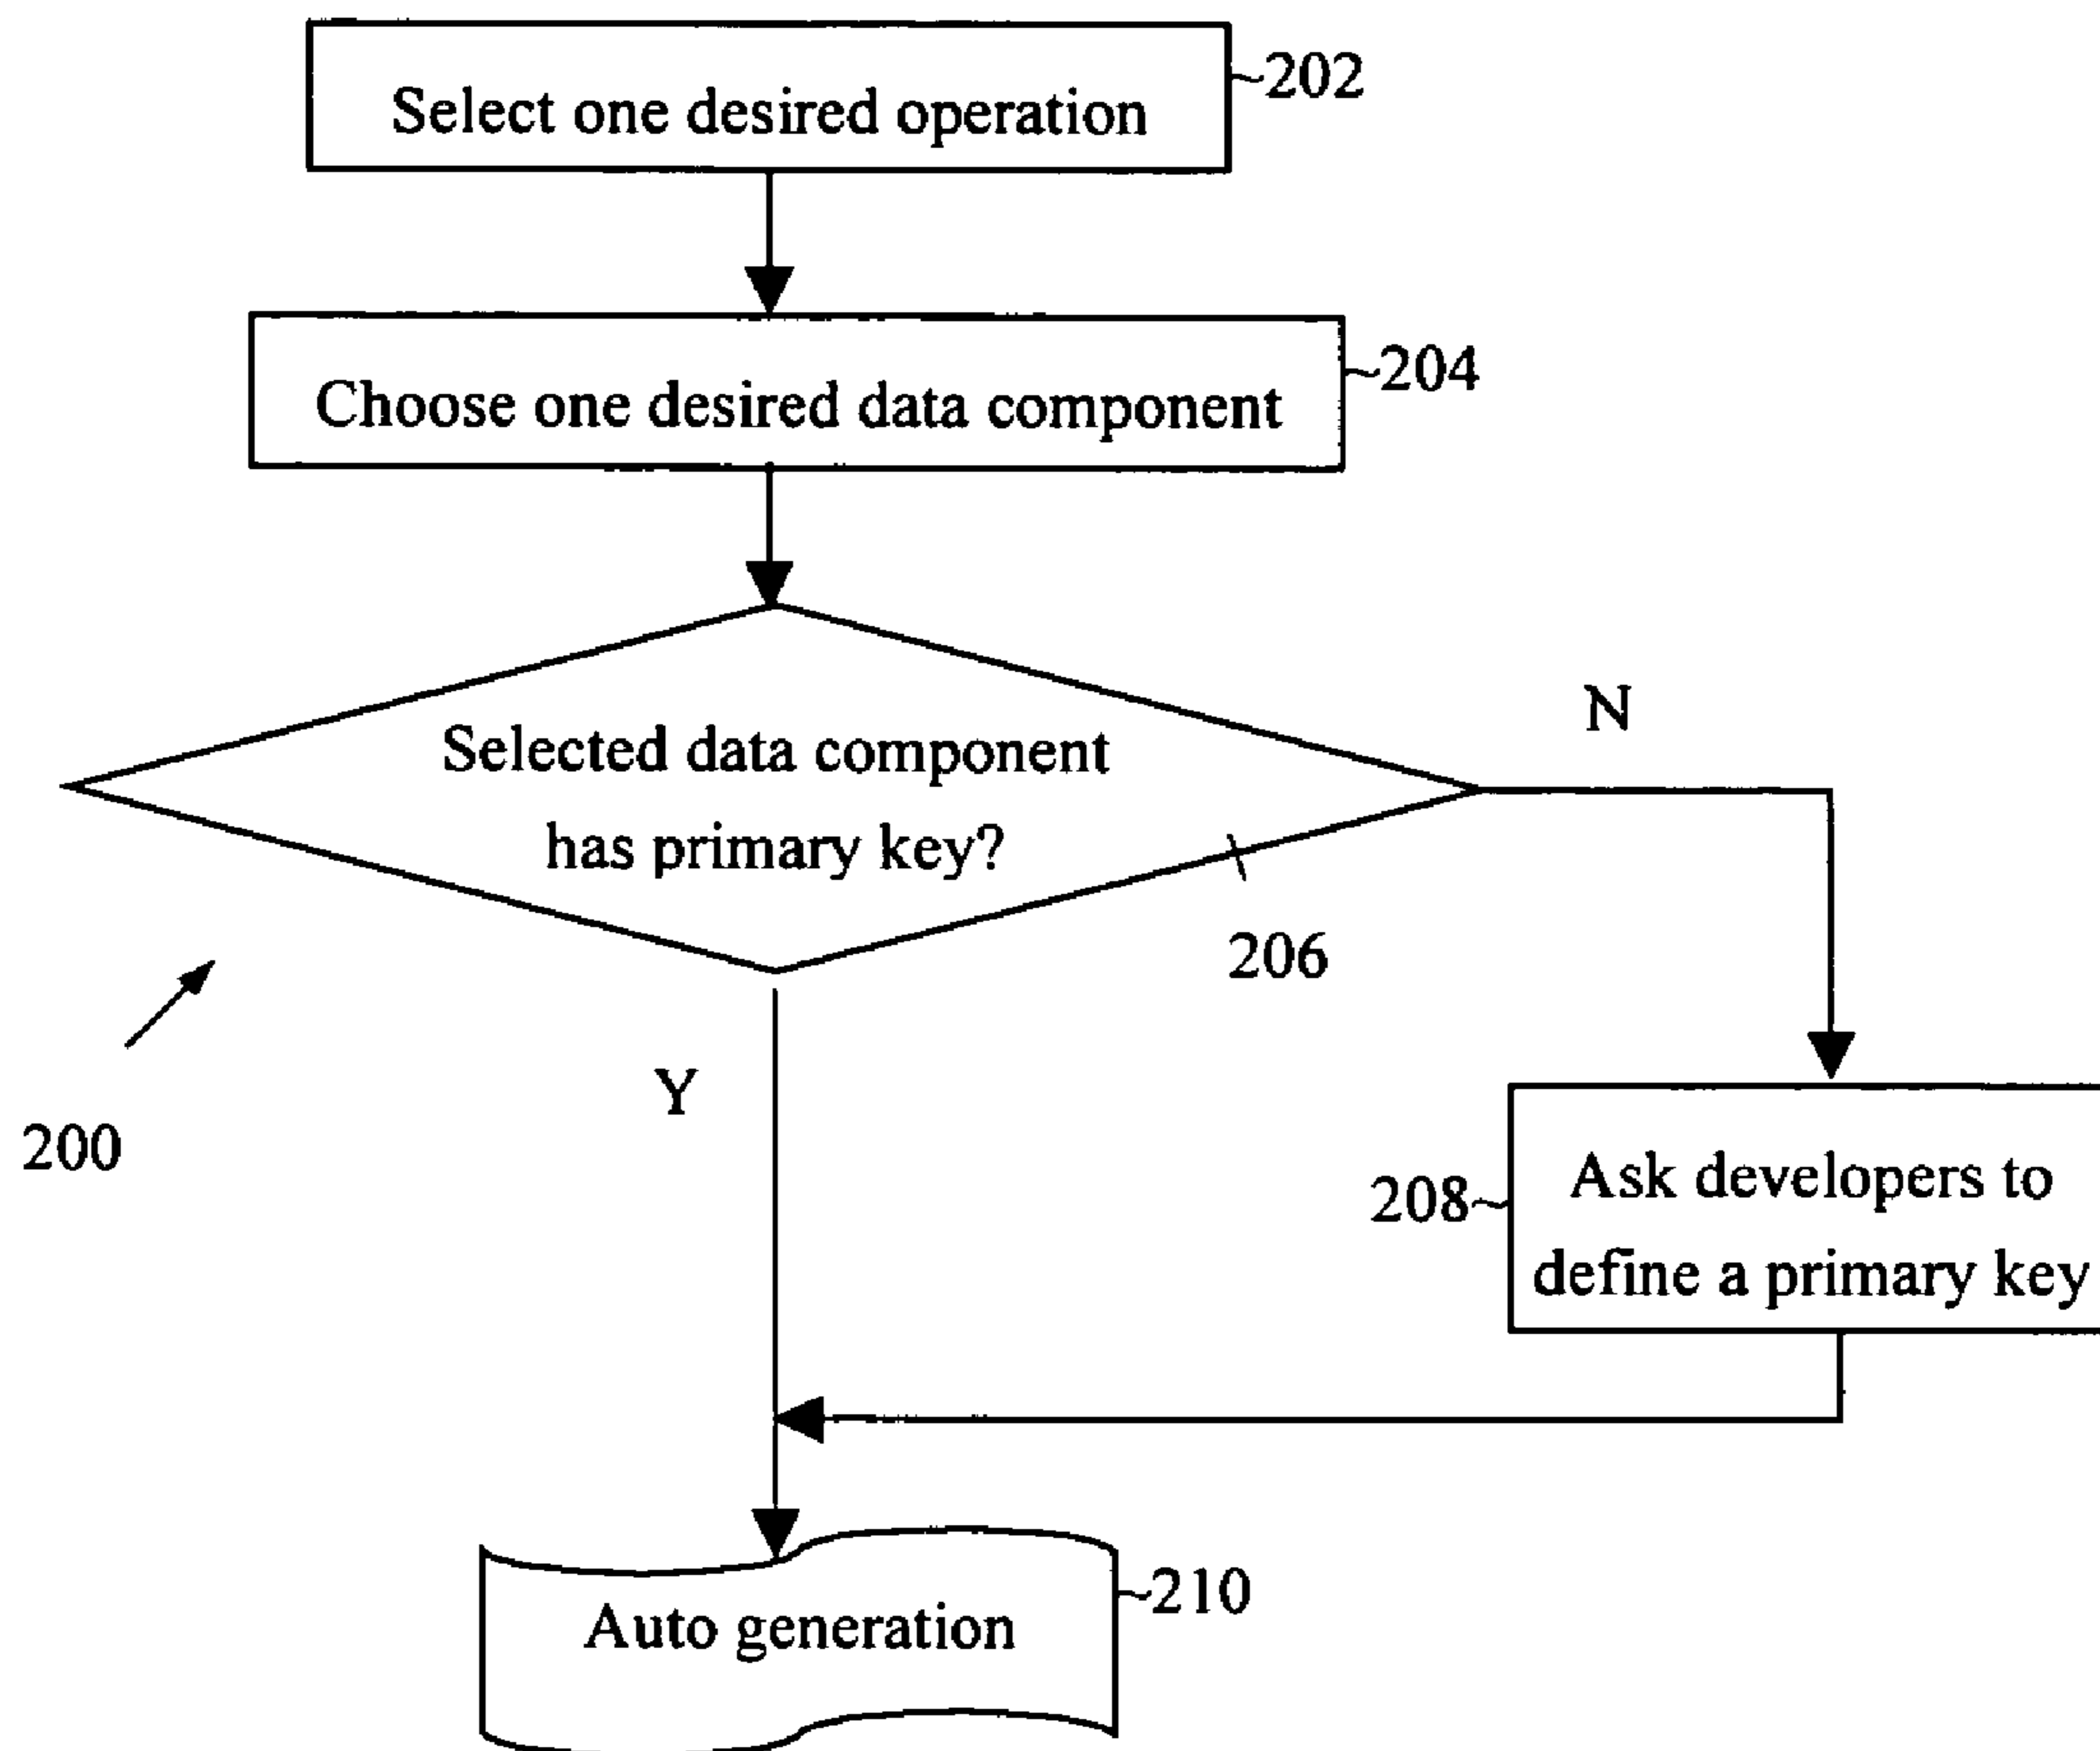 Select one desired operation
202
Choose one desired data component
204
Selected data component
has primary key?
N
206
Y
200
208
Ask developers to
define a primary key
Auto generation
210